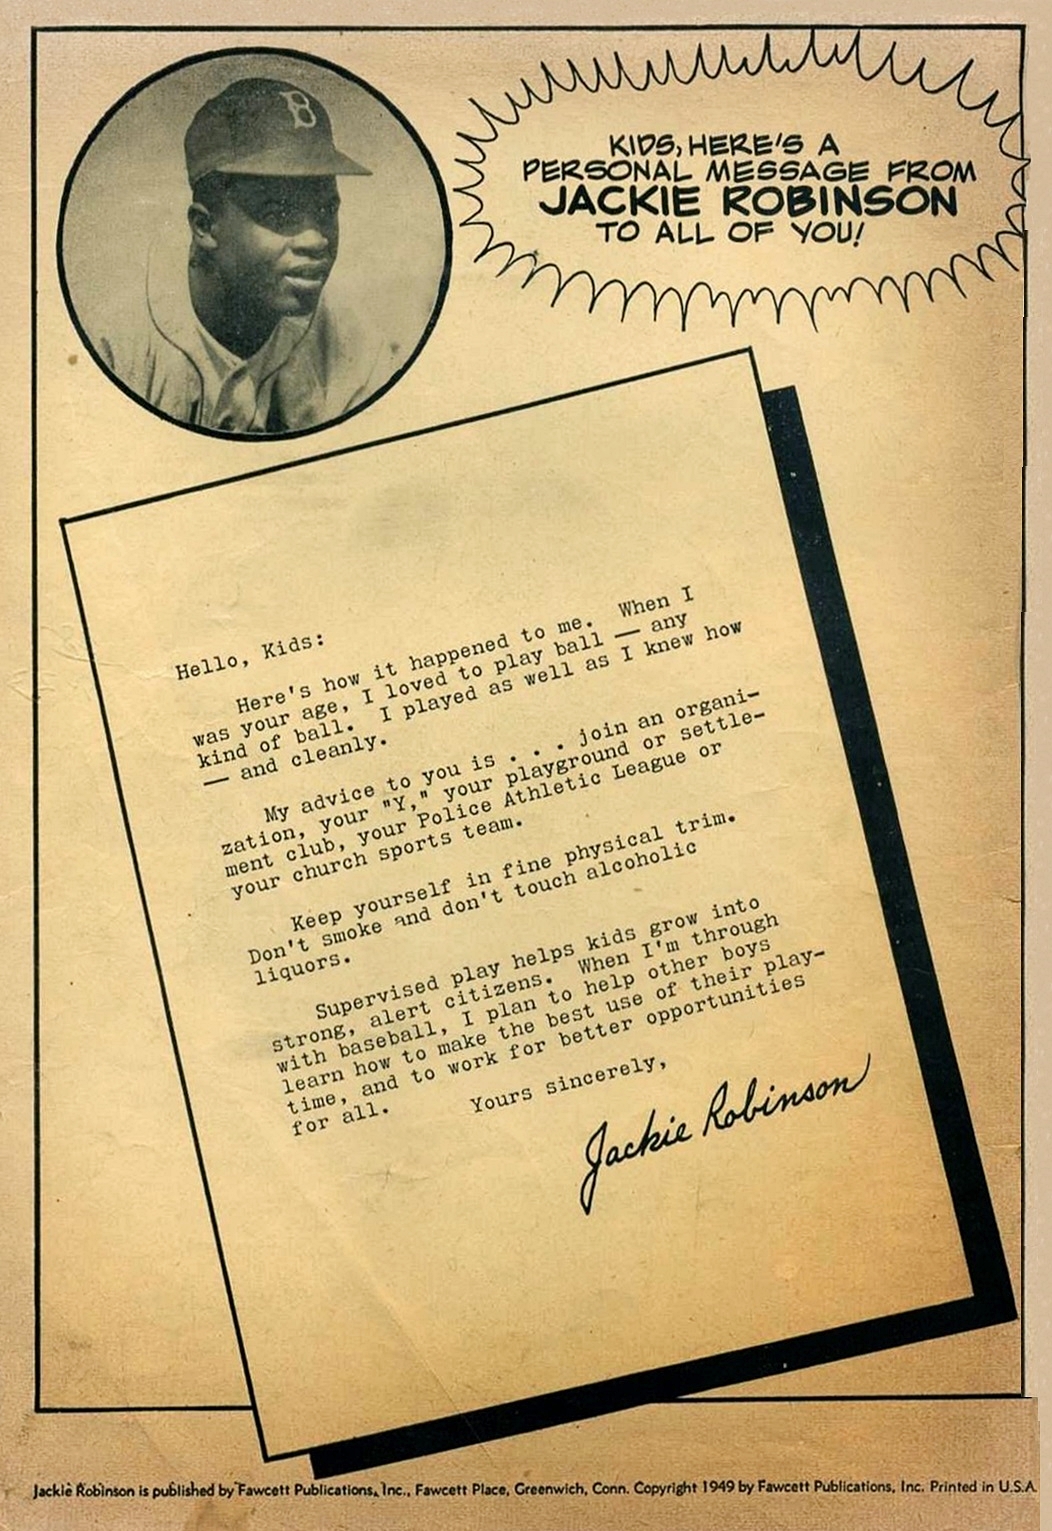 B
KIDS, HERE'S A
PERSONAL MESSAGE FROM
JACKIE ROBINSON
TO ALL OF YOU!
Hello, Kids:
Here's how it happened to me. When I
was your age, I loved to play ball — any
kind of ball. I played as well as I knew how
— and cleanly.
My advice to you is . . . join an organi-
zation, your "Y," your playground or settle-
ment club, your Police Athletic League or
your church sports team.
Keep yourself in fine physical trim.
Don't smoke and don't touch alcoholic
liquors.
Supervised play helps kids grow into
strong, alert citizens. When I'm through
with baseball, I plan to help other boys
learn how to make the best use of their play-
time, and to work for better opportunities
for all.
Yours sincerely,
Jackie Robinson
Jackie Robinson is published by Fawcett Publications, Inc., Fawcett Place, Greenwich, Conn. Copyright 1949 by Fawcett Publications, Inc. Printed in U.S.A.